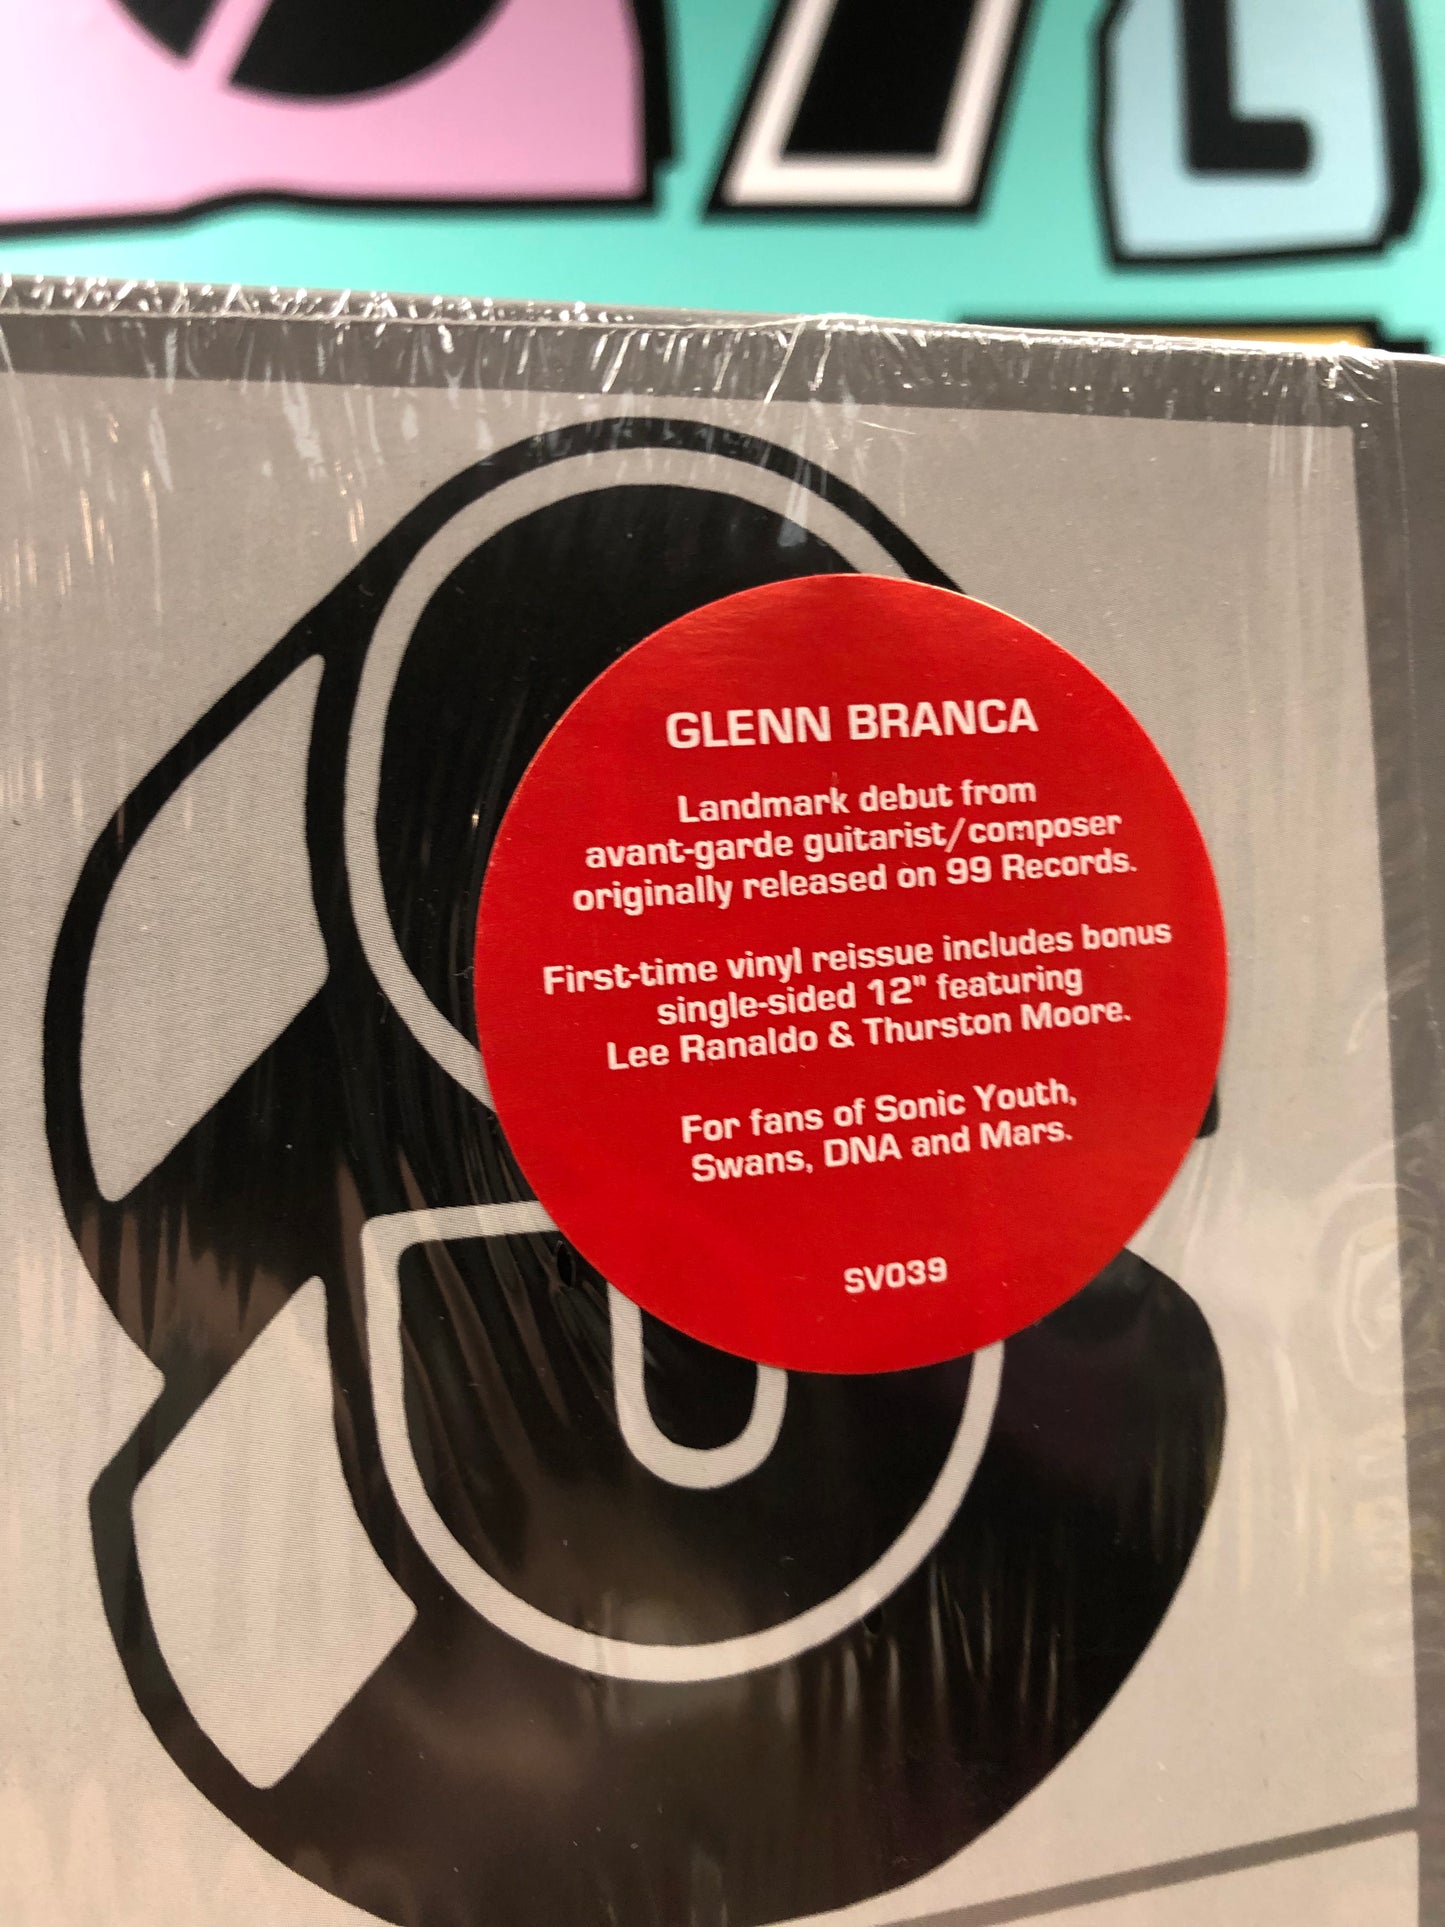 GLENN BRANCA
Landmark debut from
avant-garde guitarist/composer
originally released on 99 Records.
First-time vinyl reissue includes bonus
single-sided 12" featuring
Lee Ranaldo & Thurston Moore.
For fans of Sonic Youth,
Swans, DNA and Mars.
SV039